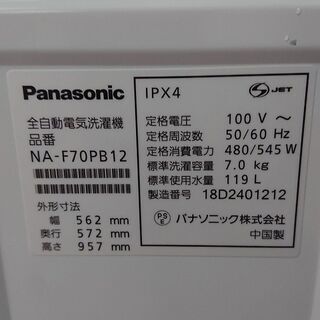 Panasonic
全自動電気洗濯機
品番
NA-F70PB12
外形寸法
幅 562 mm
奥行 572 mm
高さ 957 mm
IPX4
JET
定格電圧 100 V ～
定格周波数 50/60 Hz
定格消費電力 480/545 W
標準洗濯容量 7.0 kg
標準使用水量 119 L
製造番号 18D2401212
PSE パナソニック株式会社
中国製